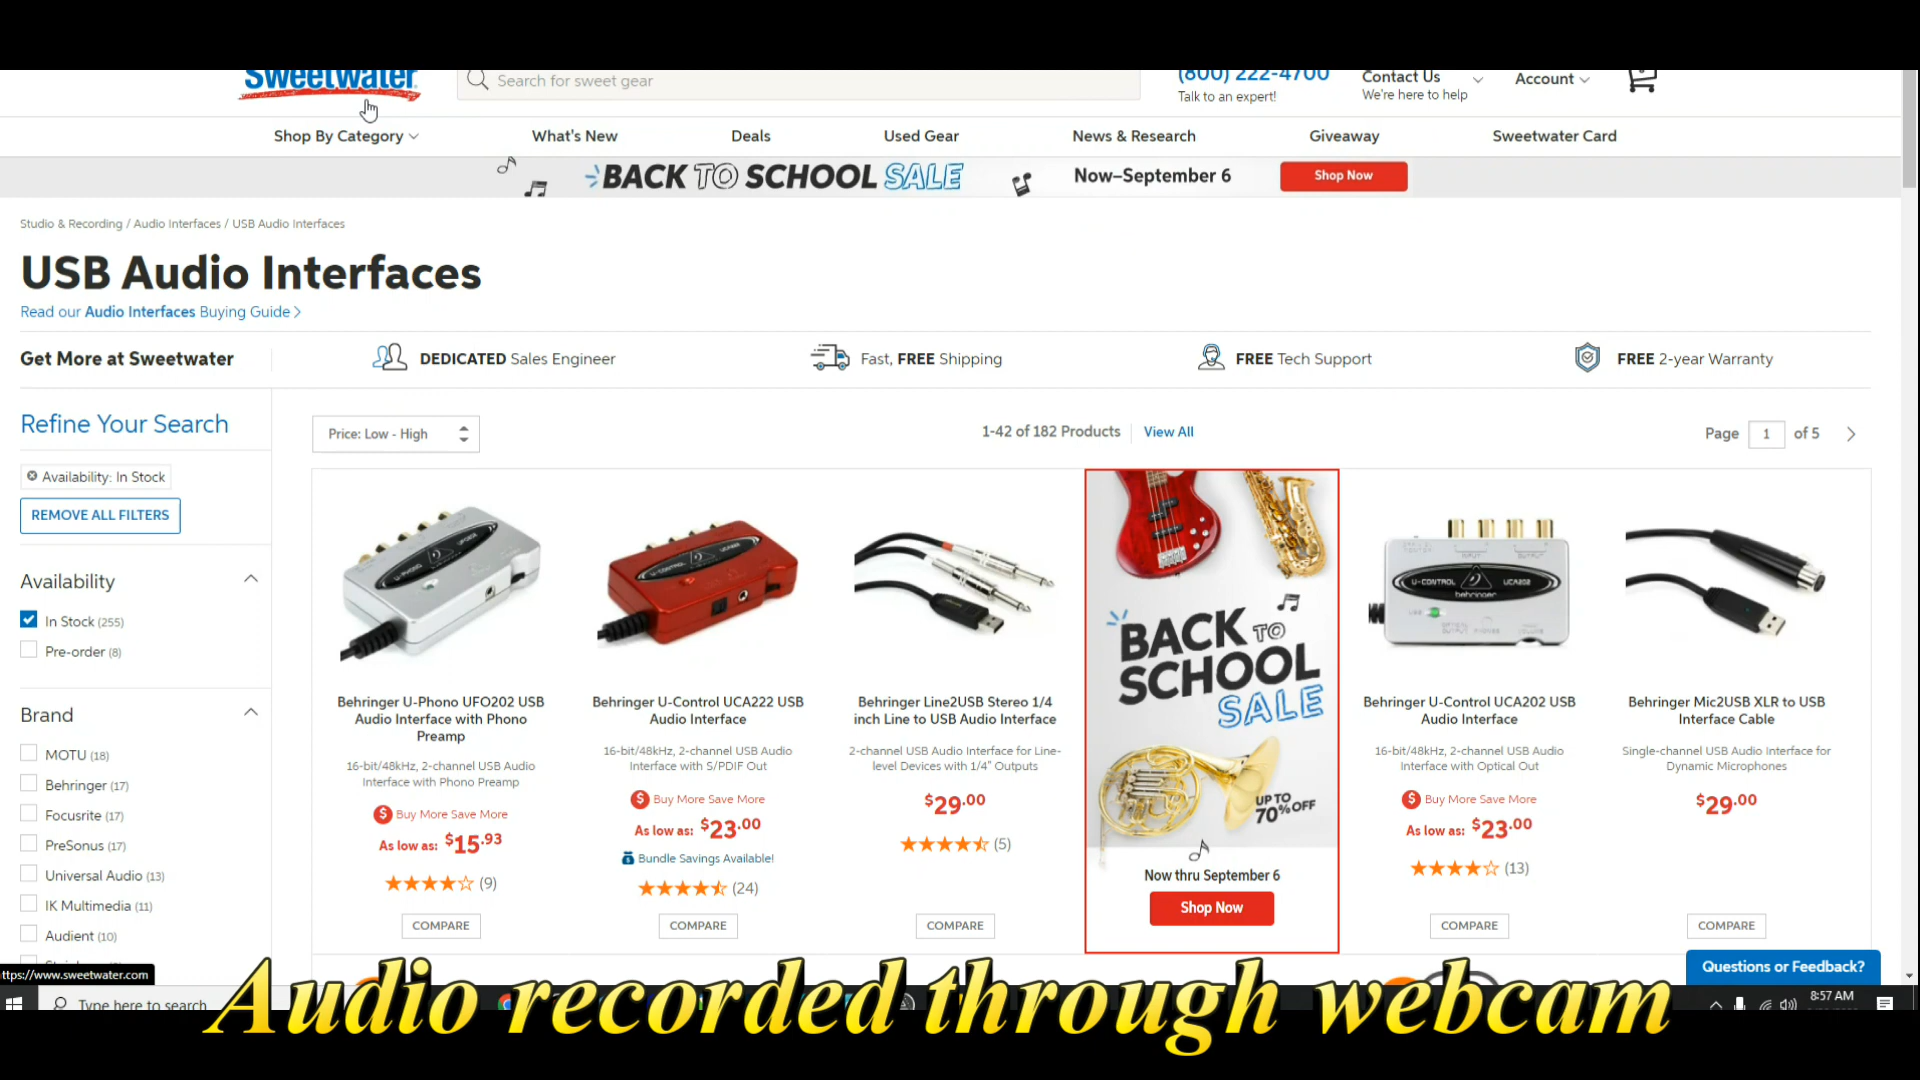 Sweetwater
Search for sweet gear
(800) 222-4700
Talk to an expert!
Contact Us
We're here to help
Account
Shop By Category
What's New
Deals
Used Gear
News & Research
Giveaway
Sweetwater Card
BACK TO SCHOOL SALE
Now–September 6
Shop Now
Studio & Recording / Audio Interfaces / USB Audio Interfaces
USB Audio Interfaces
Read our Audio Interfaces Buying Guide
Get More at Sweetwater
DEDICATED Sales Engineer
Fast, FREE Shipping
FREE Tech Support
FREE 2-year Warranty
Refine Your Search
Availability: In Stock
REMOVE ALL FILTERS
Availability
In Stock (255)
Pre-order (8)
Brand
MOTU (18)
Behringer (17)
Focusrite (17)
PreSonus (17)
Universal Audio (13)
IK Multimedia (11)
Audient (10)
Price: Low - High
1-42 of 182 Products
View All
Page 1 of 5
Behringer U-Phono UFO202 USB
Audio Interface with Phono
Preamp
16-bit/48kHz, 2-channel USB Audio
Interface with Phono Preamp
Buy More Save More
As low as: $15.93
(9)
COMPARE
Behringer U-Control UCA222 USB
Audio Interface
16-bit/48kHz, 2-channel USB Audio
Interface with S/PDIF Out
Buy More Save More
As low as: $23.00
Bundle Savings Available!
(24)
COMPARE
Behringer Line2USB Stereo 1/4
inch Line to USB Audio Interface
2-channel USB Audio Interface for Line-
level Devices with 1/4" Outputs
$29.00
(5)
COMPARE
BACK TO
SCHOOL
SALE
UP TO
70% OFF
Now thru September 6
Shop Now
U-CONTROL UCA202
behringer
Behringer U-Control UCA202 USB
Audio Interface
16-bit/48kHz, 2-channel USB Audio
Interface with Optical Out
Buy More Save More
As low as: $23.00
(13)
COMPARE
Behringer Mic2USB XLR to USB
Interface Cable
Single-channel USB Audio Interface for
Dynamic Microphones
$29.00
COMPARE
Questions or Feedback?
ttps://www.sweetwater.com
Type here to search
8:57 AM
Audio recorded through webcam